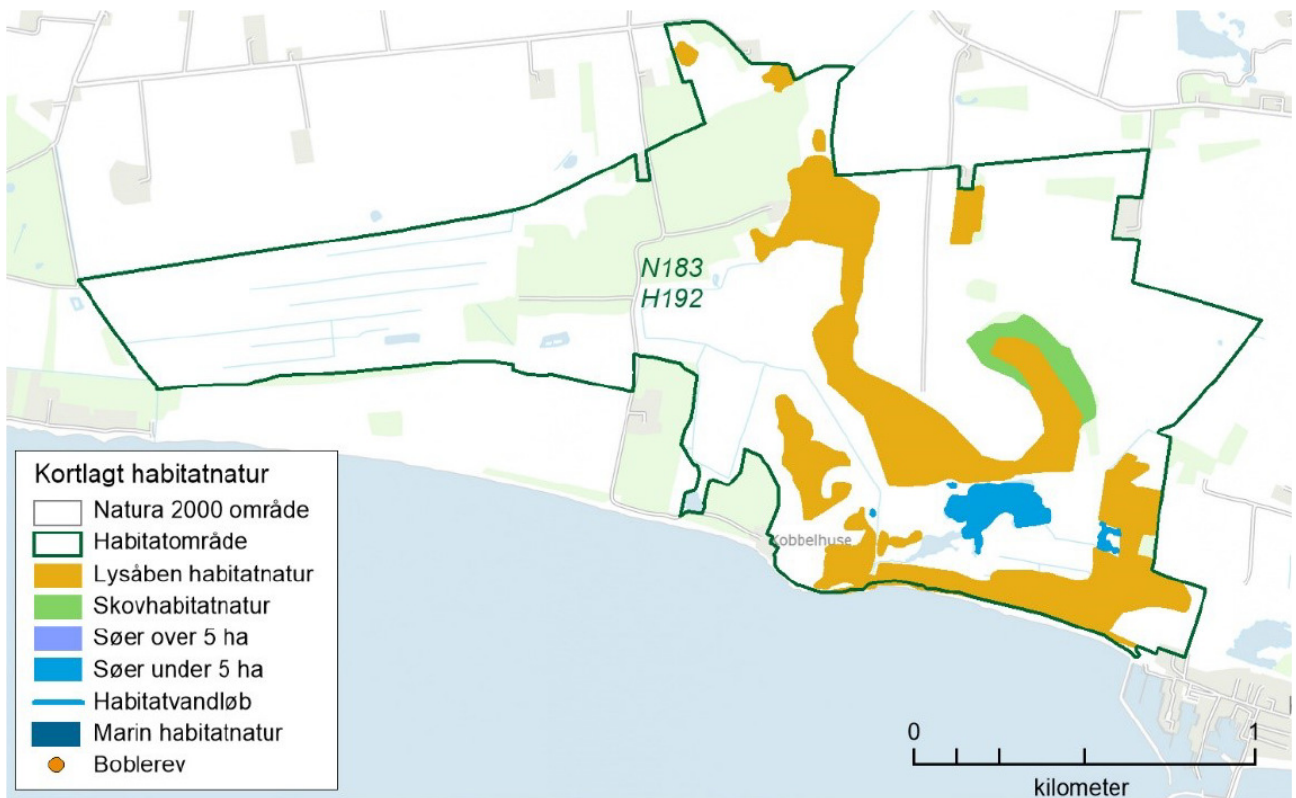 N183
H192
Kobbelhuse
Kortlagt habitatnatur
Natura 2000 område
Habitatområde
Lysåben habitatnatur
Skovhabitatnatur
Søer over 5 ha
Søer under 5 ha
Habitatvandløb
Marin habitatnatur
Boblerev
0 1
kilometer